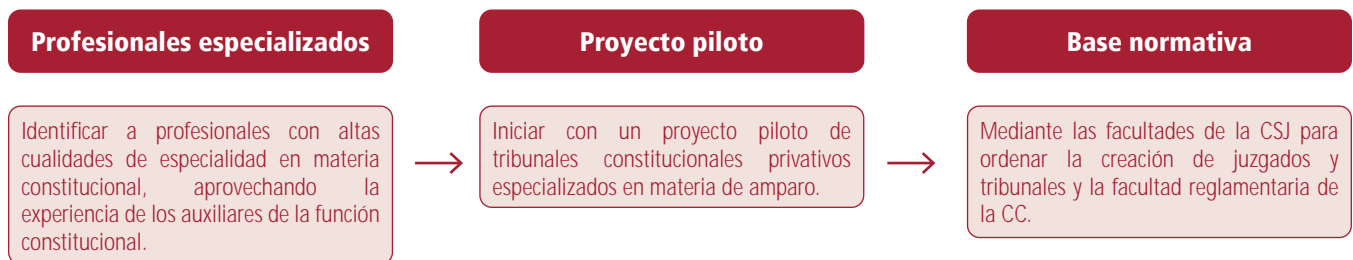 Profesionales especializados
Identificar a profesionales con altas
cualidades de especialidad en materia
constitucional, aprovechando la
experiencia de los auxiliares de la función
constitucional.
Proyecto piloto
Iniciar con un proyecto piloto de
tribunales constitucionales privativos
especializados en materia de amparo.
Base normativa
Mediante las facultades de la CSJ para
ordenar la creación de juzgados y
tribunales y la facultad reglamentaria de
la CC.